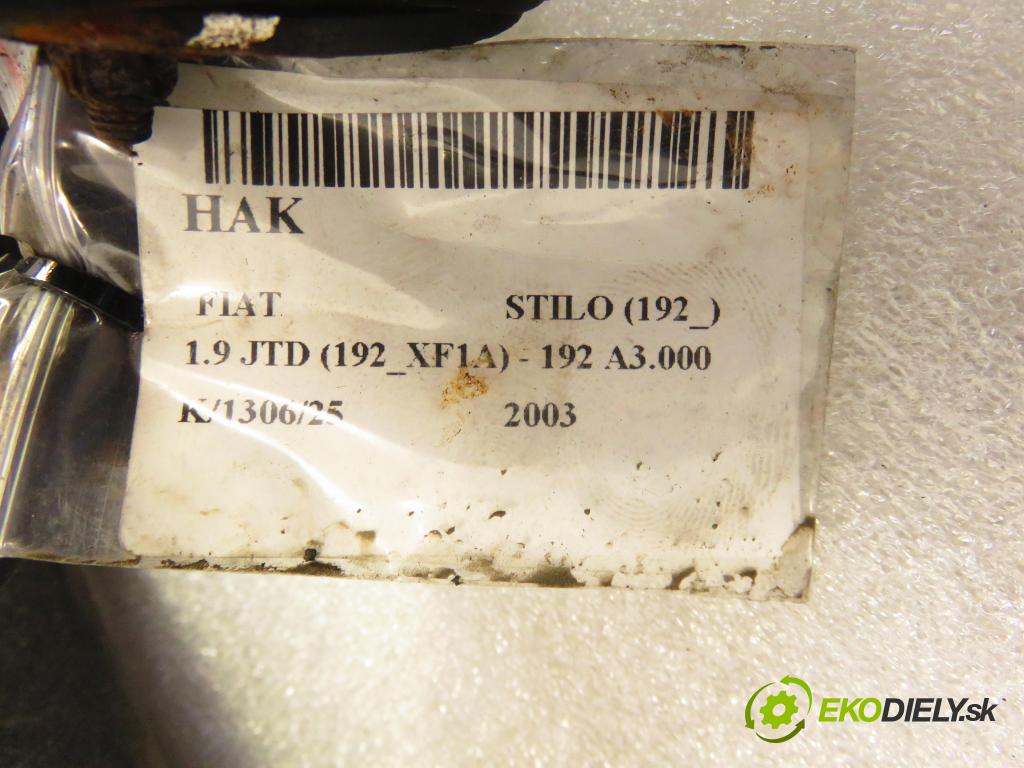 HAK
FIAT STILO (192_)
1.9 JTD (192_XF1A) - 192 A3.000
K/1306/25 2003
EKODIELY.sk